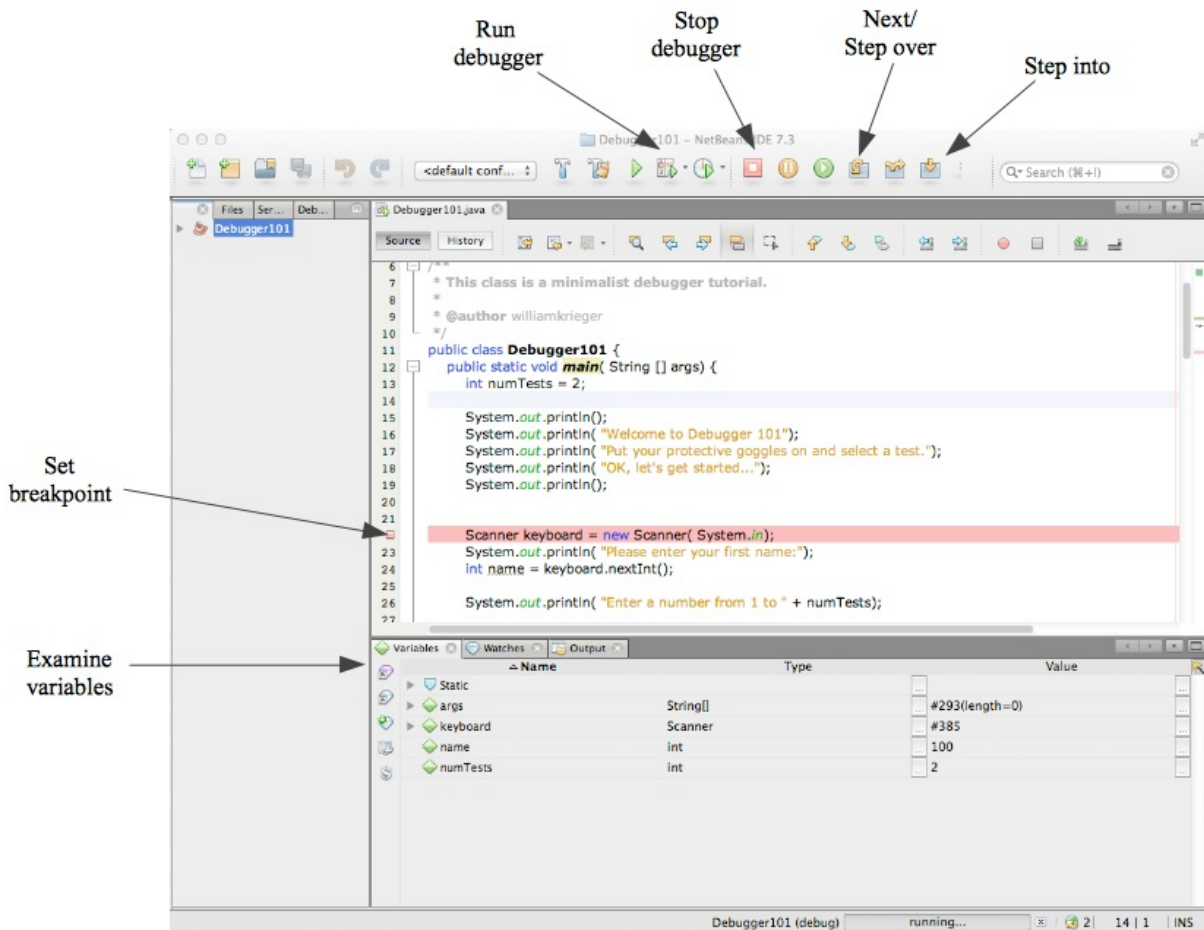 Run
debugger
Stop
debugger
Next/
Step over
Step into
Debugger101 – NetBeans IDE 7.3
<default conf...
Search (⌘+I)
Files Ser... Deb...
Debugger101
Debugger101.java
Source History
6 /**
7 * This class is a minimalist debugger tutorial.
8 *
9 * @author williamkrieger
10 */
11 public class Debugger101 {
12 public static void main( String [] args) {
13 int numTests = 2;
14
15 System.out.println();
16 System.out.println( "Welcome to Debugger 101");
17 System.out.println( "Put your protective goggles on and select a test.");
18 System.out.println( "OK, let's get started...");
19 System.out.println();
20
21
Set
breakpoint
Scanner keyboard = new Scanner( System.in);
23 System.out.println( "Please enter your first name:");
24 int name = keyboard.nextInt();
25
26 System.out.println( "Enter a number from 1 to " + numTests);
27
Examine
variables
Variables Watches Output
Name Type Value
Static ... ...
args String[] ... #293(length=0) ...
keyboard Scanner ... #385 ...
name int ... 100 ...
numTests int ... 2 ...
Debugger101 (debug) running... 2 14 | 1 INS